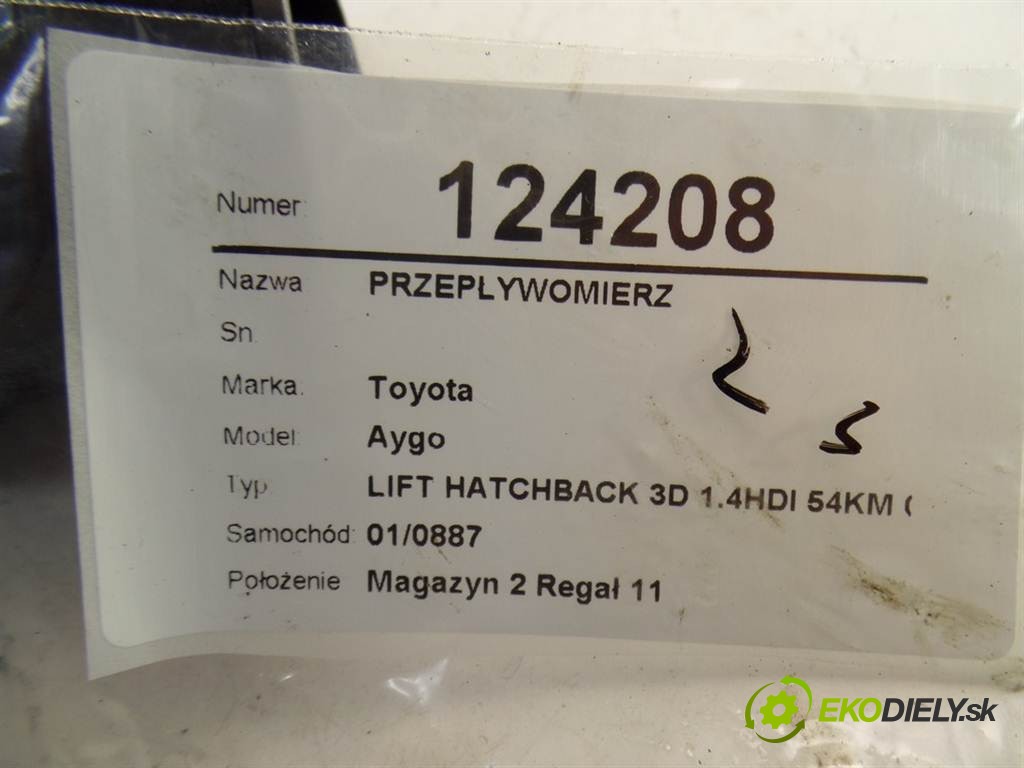 Numer: 124208
Nazwa PRZEPLYWOMIERZ
Sn.
Marka: Toyota
Model: Aygo
Typ LIFT HATCHBACK 3D 1.4HDI 54KM (
Samochód: 01/0887
Położenie Magazyn 2 Regał 11
EKODIELY.sk